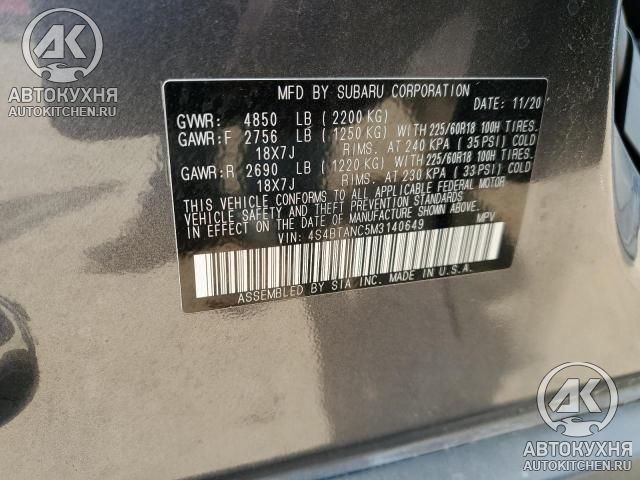 AK
АВТОКУХНЯ
AUTOKITCHEN.RU
MFD BY SUBARU CORPORATION
DATE: 11/20
GVWR: 4850 LB ( 2200 KG)
GAWR:F 2756 LB ( 1250 KG) WITH 225/60R18 100H TIRES.
18X7J RIMS. AT 240 KPA ( 35 PSI) COLD
GAWR:R 2690 LB ( 1220 KG) WITH 225/60R18 100H TIRES.
18X7J RIMS. AT 230 KPA ( 33 PSI) COLD
THIS VEHICLE CONFORMS TO ALL APPLICABLE FEDERAL MOTOR
VEHICLE SAFETY AND THEFT PREVENTION STANDARDS
IN EFFECT ON THE DATE OF MANUFACTURE SHOWN ABOVE.
VIN: 4S4BTANC5M3140649 MPV
ASSEMBLED BY SIA INC. MADE IN U.S.A.
AK
АВТОКУХНЯ
AUTOKITCHEN.RU